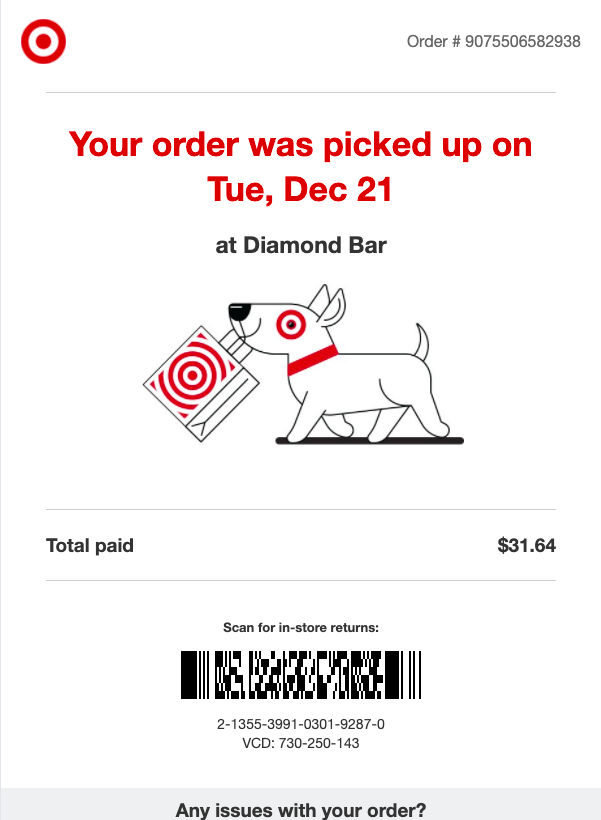 Order # 9075506582938
Your order was picked up on
Tue, Dec 21
at Diamond Bar
Total paid $31.64
Scan for in-store returns:
2-1355-3991-0301-9287-0
VCD: 730-250-143
Any issues with your order?